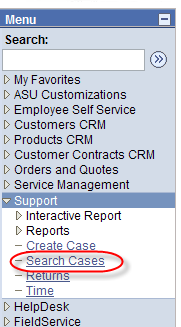 Menu
Search:
My Favorites
ASU Customizations
Employee Self Service
Customers CRM
Products CRM
Customer Contracts CRM
Orders and Quotes
Service Management
Support
Interactive Report
Reports
Create Case
Search Cases
Returns
Time
HelpDesk
FieldService